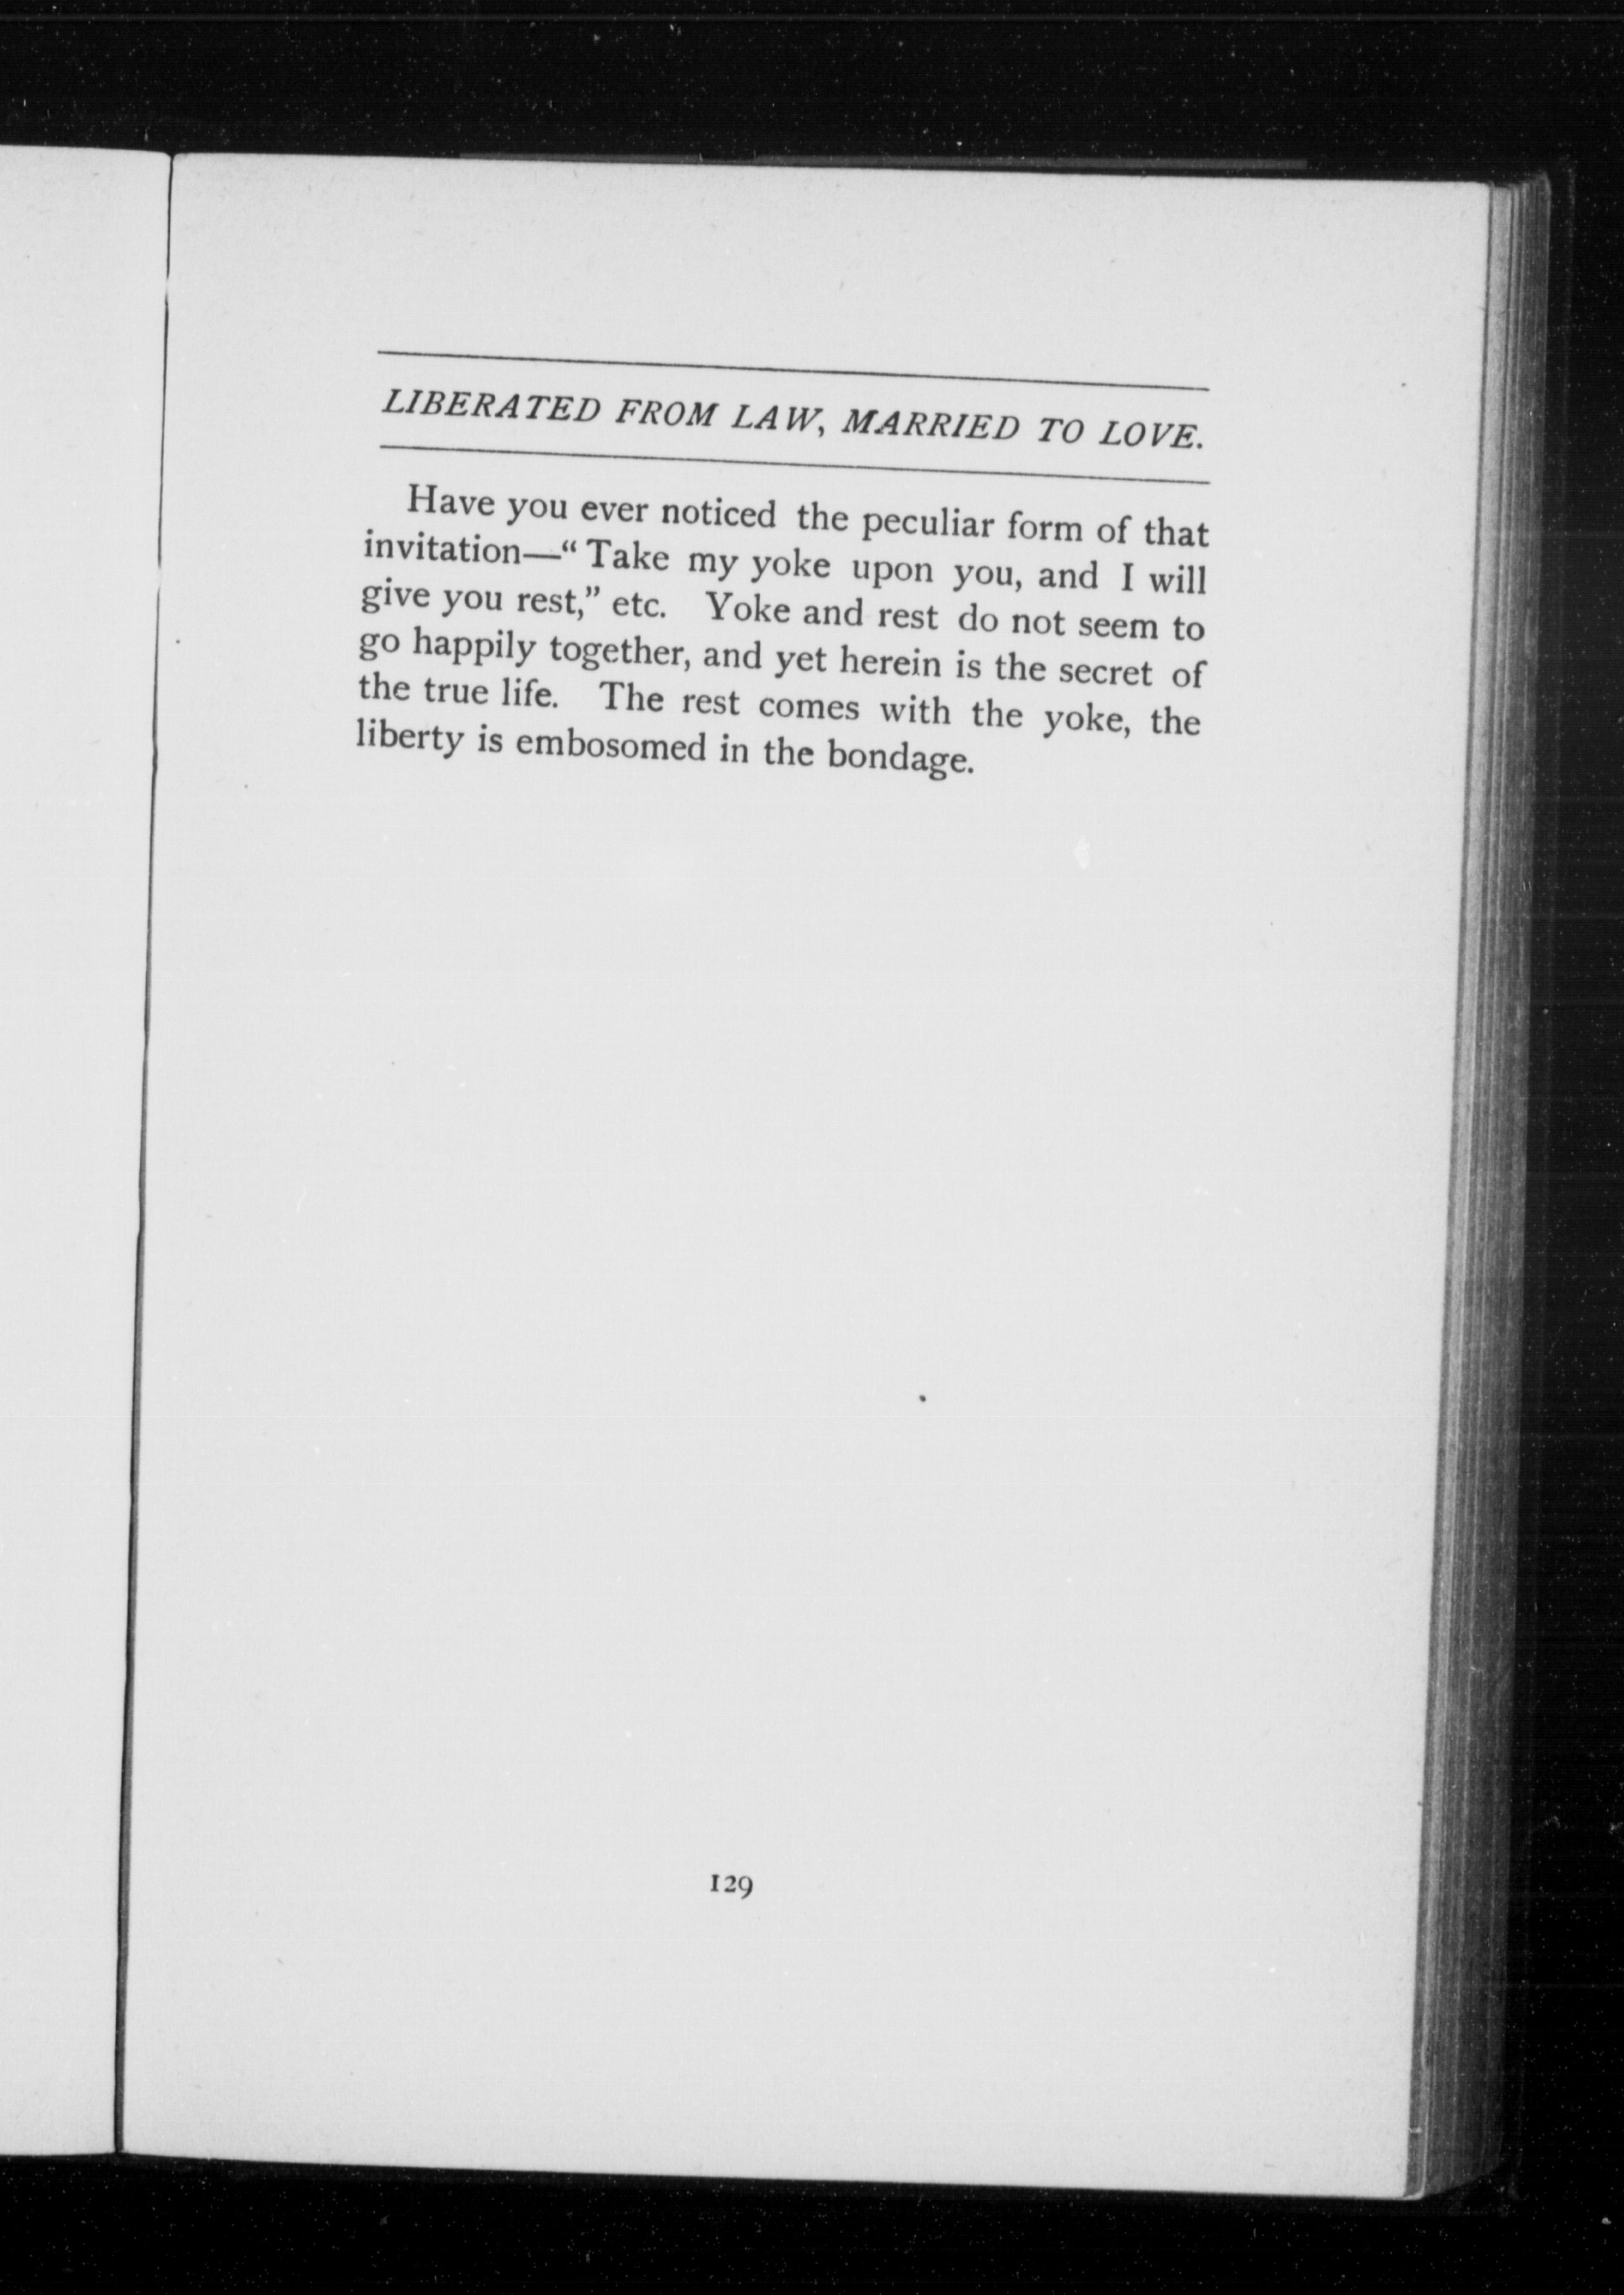 LIBERATED FROM LAW, MARRIED TO LOVE.
Have you ever noticed the peculiar form of that
invitation—“Take my yoke upon you, and I will
give you rest,” etc. Yoke and rest do not seem to
go happily together, and yet herein is the secret of
the true life. The rest comes with the yoke, the
liberty is embosomed in the bondage.
129